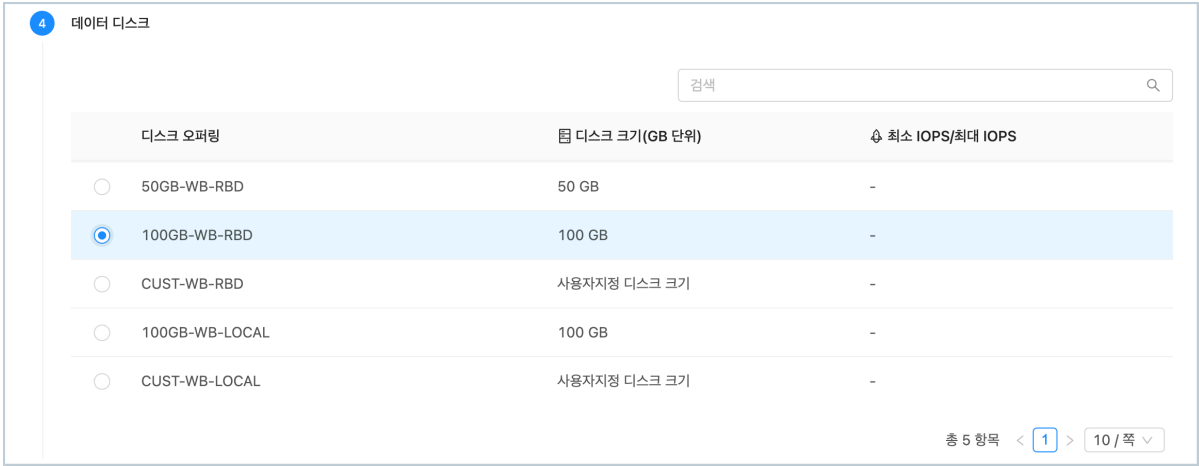 4 데이터 디스크
검색
디스크 오퍼링 디스크 크기(GB 단위) 최소 IOPS/최대 IOPS
50GB-WB-RBD 50 GB -
100GB-WB-RBD 100 GB -
CUST-WB-RBD 사용자지정 디스크 크기 -
100GB-WB-LOCAL 100 GB -
CUST-WB-LOCAL 사용자지정 디스크 크기 -
총 5 항목 < 1 > 10 / 쪽